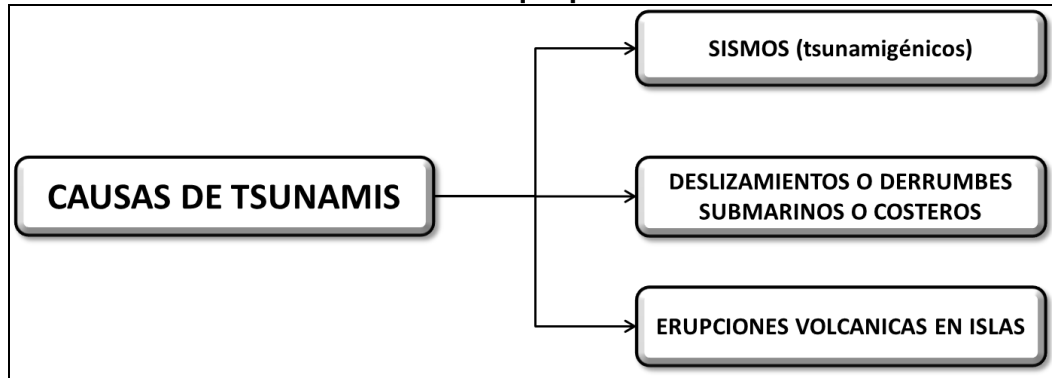 SISMOS (tsunamigénicos)
CAUSAS DE TSUNAMIS
DESLIZAMIENTOS O DERRUMBES
SUBMARINOS O COSTEROS
ERUPCIONES VOLCANICAS EN ISLAS